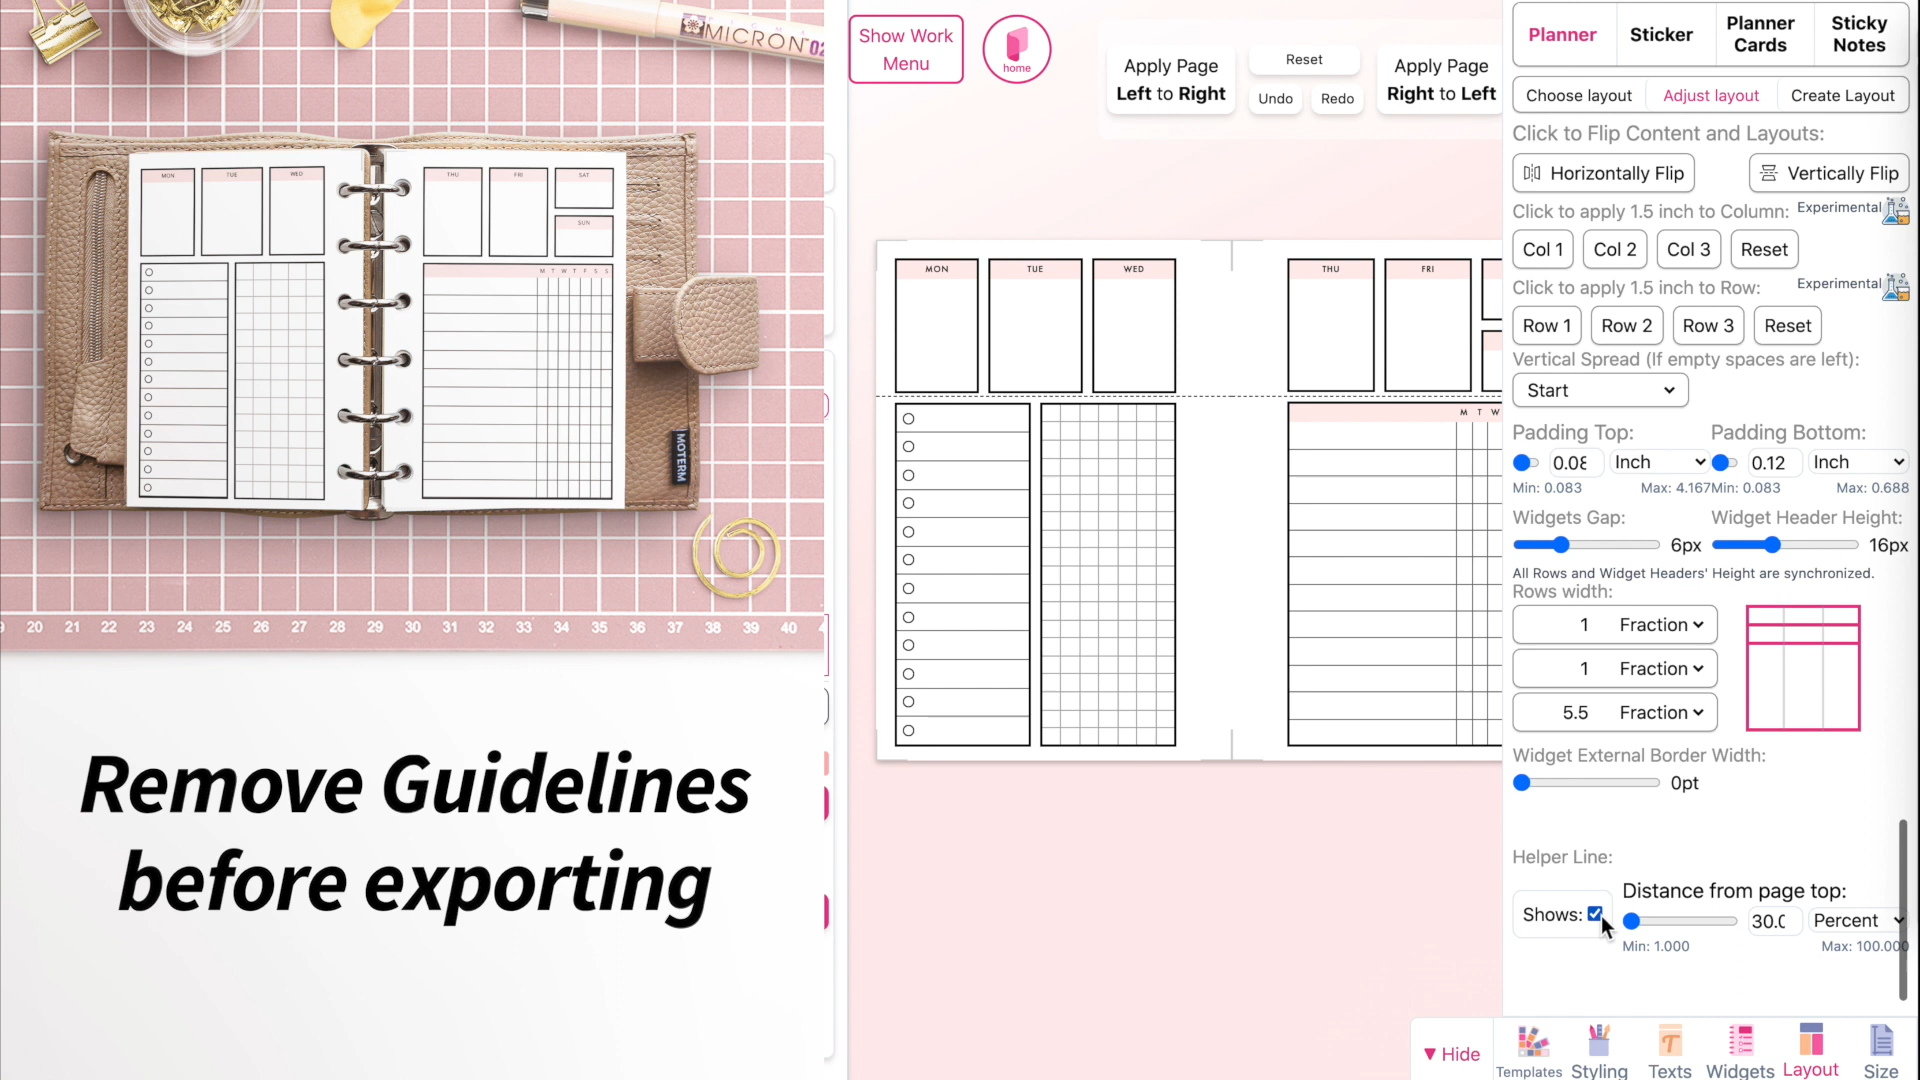 MICRON 02
MON
TUE
WED
THU
FRI
SAT
SUN
M T W T F S S
MOTERM
20 21 22 23 24 25 26 27 28 29 30 31 32 33 34 35 36 37 38 39 40
Remove Guidelines
before exporting
Show Work
Menu
home
Apply Page
Left to Right
Reset
Undo
Redo
Apply Page
Right to Left
MON
TUE
WED
THU
FRI
M T W
Planner
Sticker
Planner
Cards
Sticky
Notes
Choose layout
Adjust layout
Create Layout
Click to Flip Content and Layouts:
Horizontally Flip
Vertically Flip
Click to apply 1.5 inch to Column:
Experimental
Col 1
Col 2
Col 3
Reset
Click to apply 1.5 inch to Row:
Experimental
Row 1
Row 2
Row 3
Reset
Vertical Spread (If empty spaces are left):
Start
Padding Top:
Padding Bottom:
0.08
Inch
0.12
Inch
Min: 0.083
Max: 4.167
Min: 0.083
Max: 0.688
Widgets Gap:
Widget Header Height:
6px
16px
All Rows and Widget Headers' Height are synchronized.
Rows width:
1 Fraction
1 Fraction
5.5 Fraction
Widget External Border Width:
0pt
Helper Line:
Shows:
Distance from page top:
30.0
Percent
Min: 1.000
Max: 100.000
▼ Hide
Templates
Styling
Texts
Widgets
Layout
Size